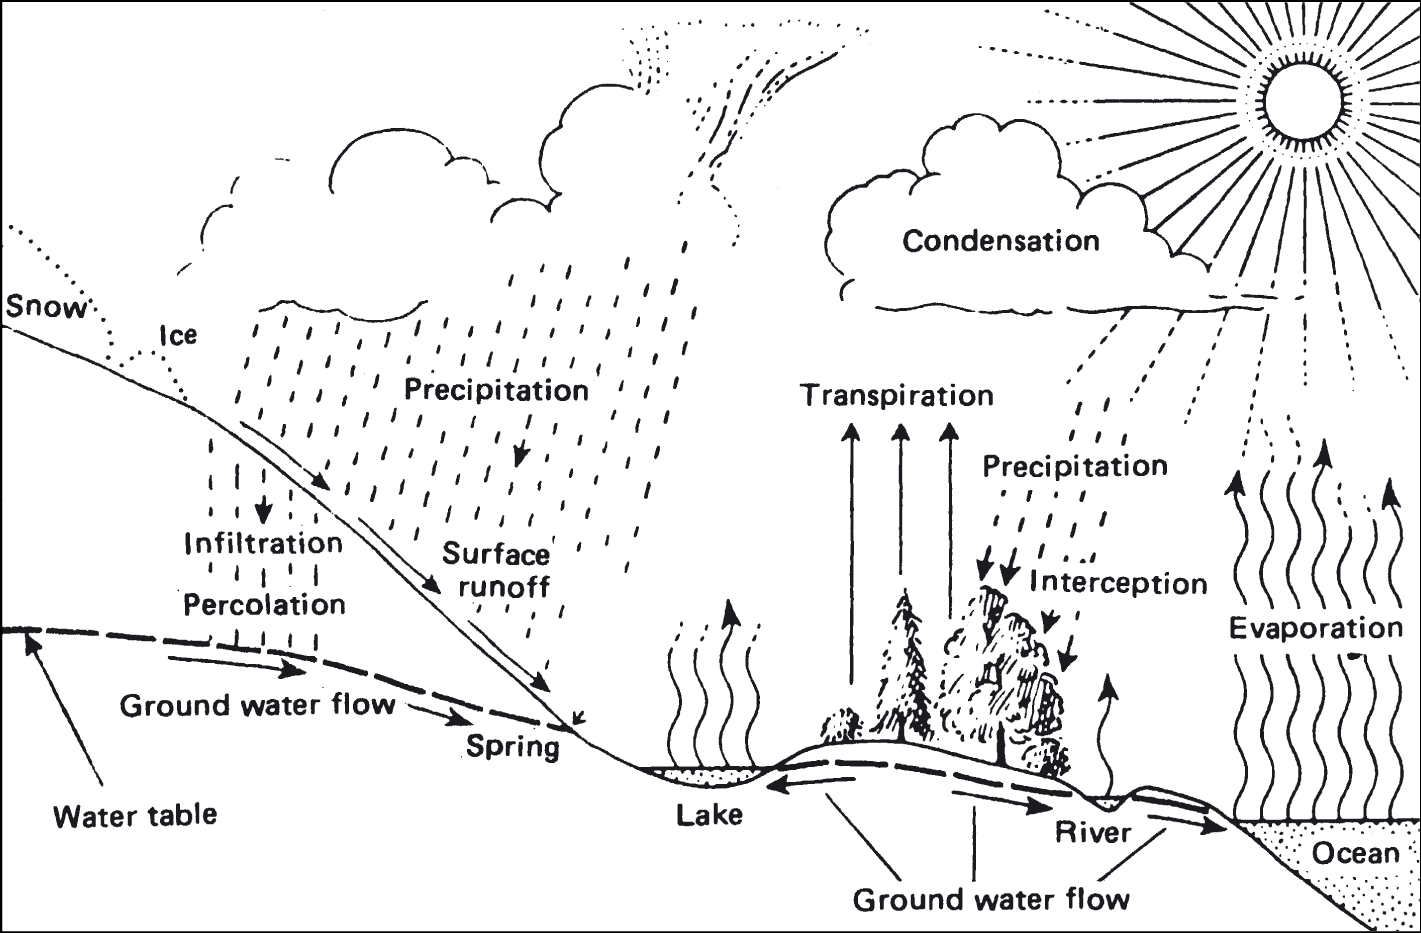 Condensation
Snow
Ice
Precipitation
Transpiration
Precipitation
Infiltration
Surface
runoff
Interception
Percolation
Evaporation
Ground water flow
Spring
Water table
Lake
River
Ocean
Ground water flow